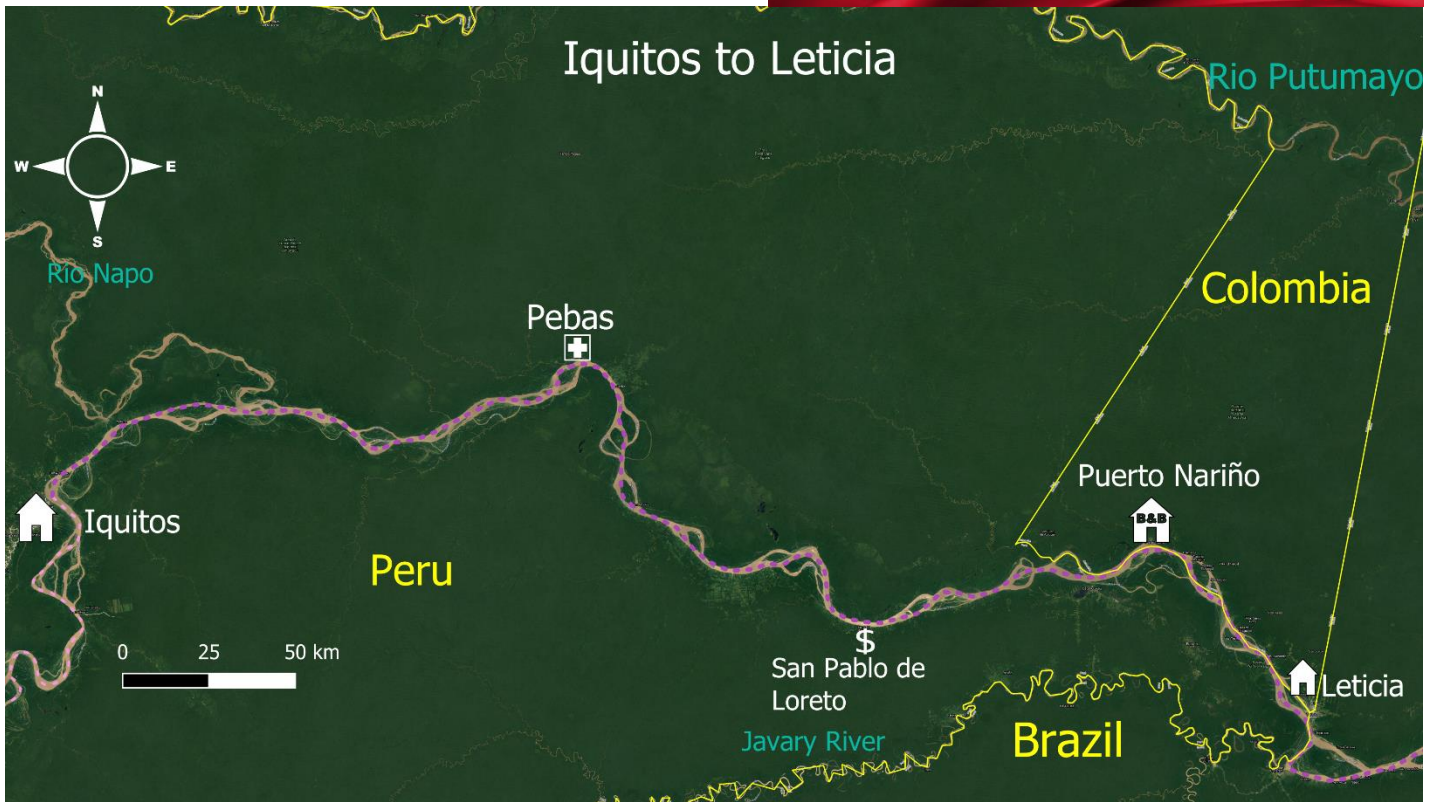 Iquitos to Leticia
Rio Putumayo
N
W
E
S
Río Napo
Colombia
Pebas
Puerto Nariño
B&B
Iquitos
Peru
0 25 50 km
$
San Pablo de
Loreto
Leticia
Javary River
Brazil